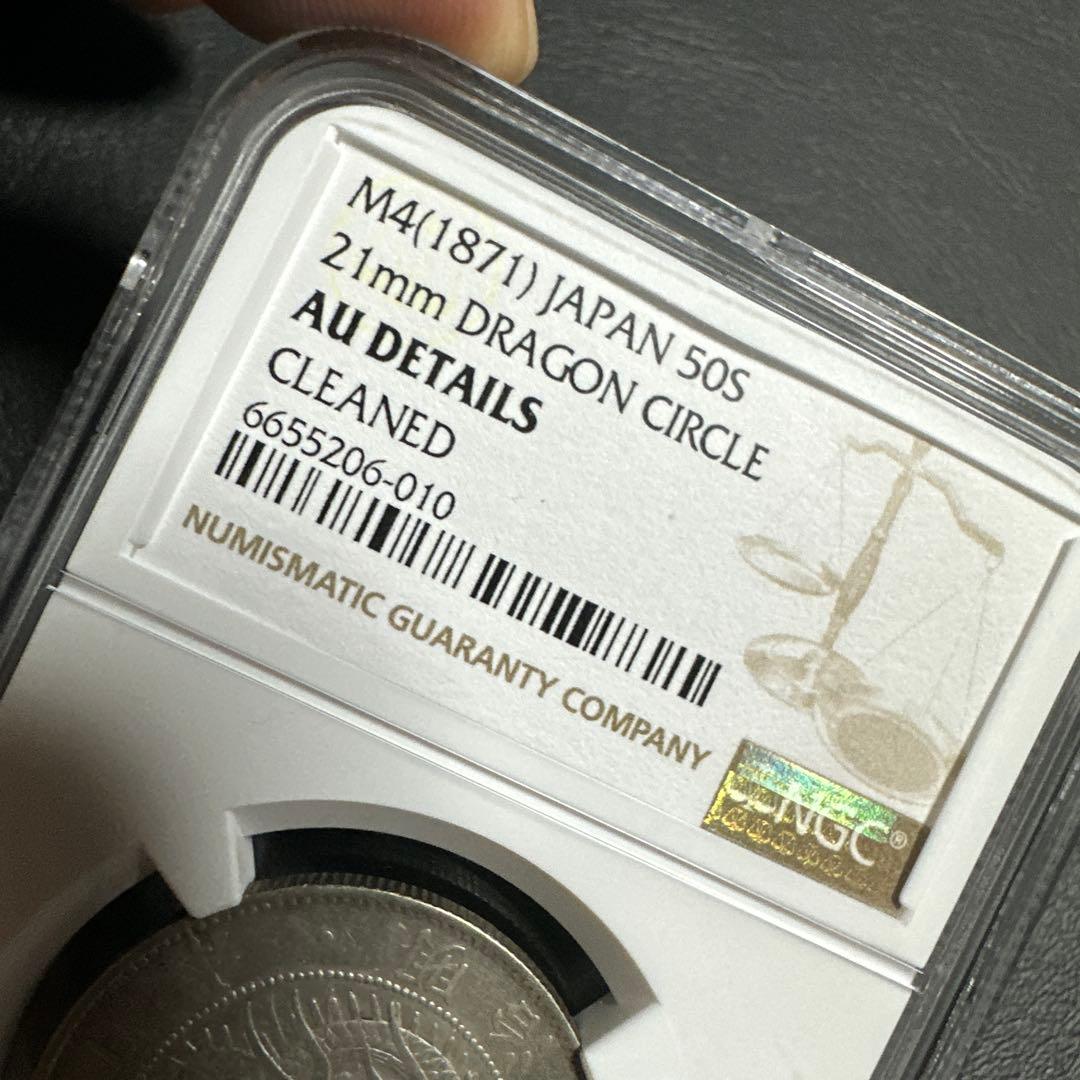 M4(1871) JAPAN 50S
21mm DRAGON CIRCLE
AU DETAILS
CLEANED
6655206-010
NUMISMATIC GUARANTY COMPANY
NGC®